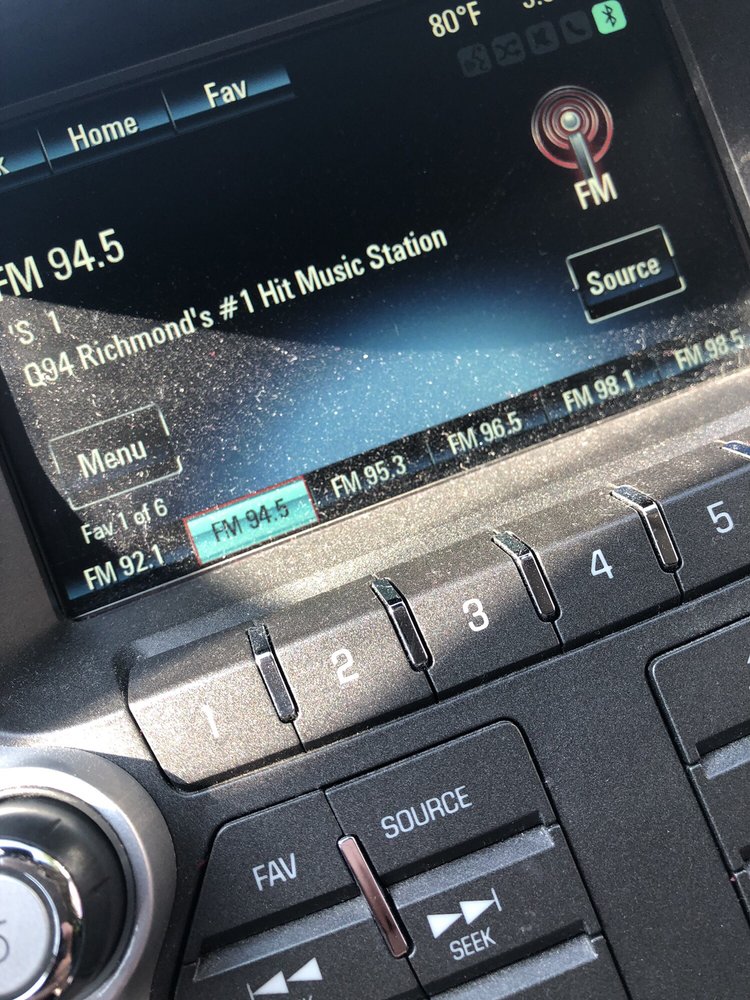 80°F
Home
Fav
FM
FM 94.5
Source
'S 1
Q94 Richmond's #1 Hit Music Station
Menu
Fav 1 of 6
FM 92.1
FM 94.5
FM 95.3
FM 96.5
FM 98.1
FM 98.5
1
2
3
4
5
FAV
SOURCE
SEEK